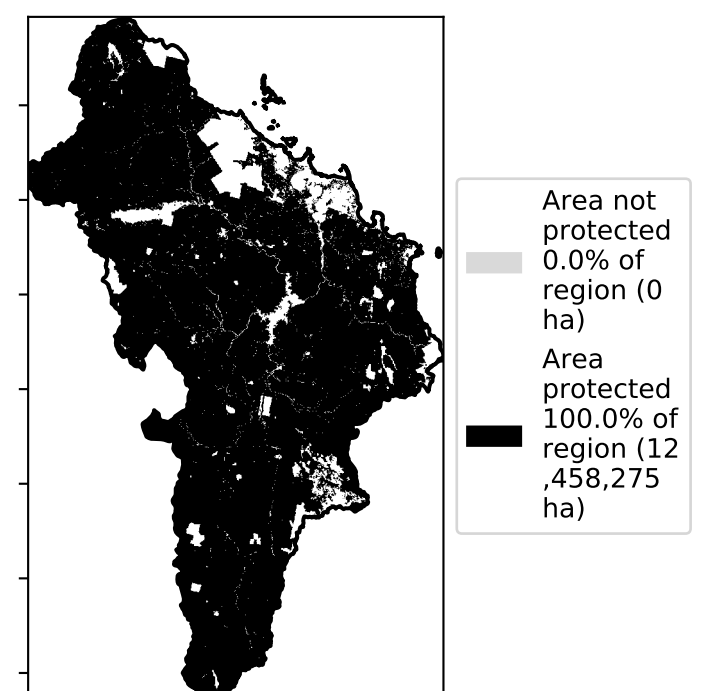 Area not
protected
0.0% of
region (0
ha)
Area
protected
100.0% of
region (12
,458,275
ha)